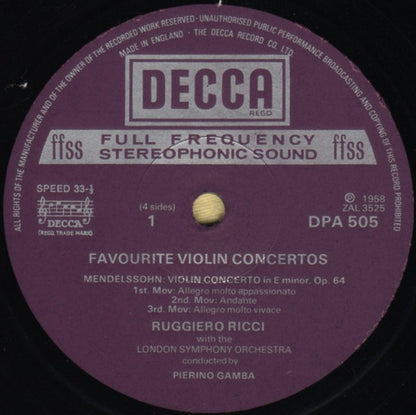 ALL RIGHTS OF THE MANUFACTURER AND OF THE OWNER OF THE RECORDED WORK RESERVED · UNAUTHORISED PUBLIC PERFORMANCE BROADCASTING AND COPYING OF THIS RECORD PROHIBITED
MADE IN ENGLAND · THE DECCA RECORD CO. LTD
DECCA
REGD
ffss FULL FREQUENCY STEREOPHONIC SOUND ffss
SPEED 33-⅓
DECCA
(REGD. TRADE MARK)
(4 sides)
1
℗ 1958
ZAL 3525
DPA 505
FAVOURITE VIOLIN CONCERTOS
MENDELSSOHN: VIOLIN CONCERTO in E minor, Op. 64
1st. Mov: Allegro molto appassionato
2nd. Mov: Andante
3rd. Mov: Allegro molto vivace
RUGGIERO RICCI
with the
LONDON SYMPHONY ORCHESTRA
conducted by
PIERINO GAMBA